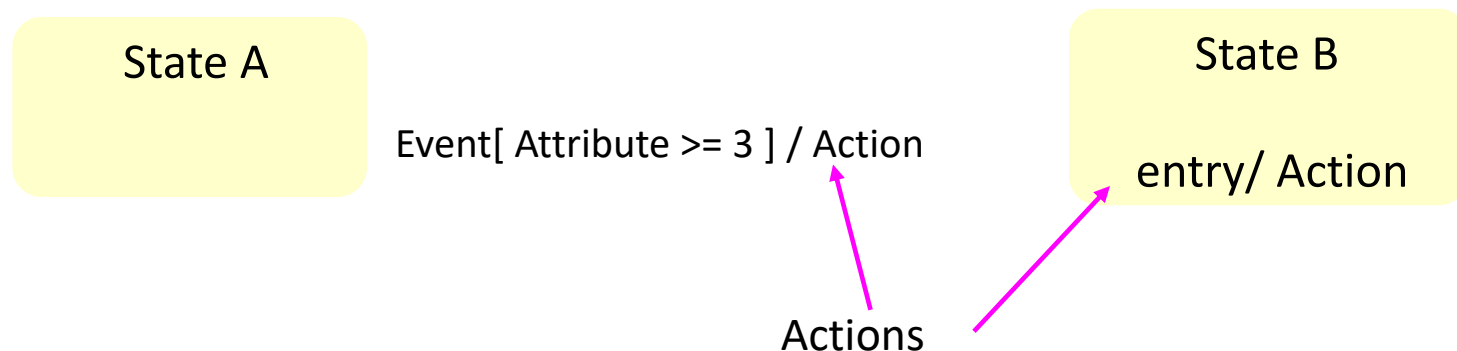 State A
State B
Event[ Attribute >= 3 ] / Action
entry/ Action
Actions